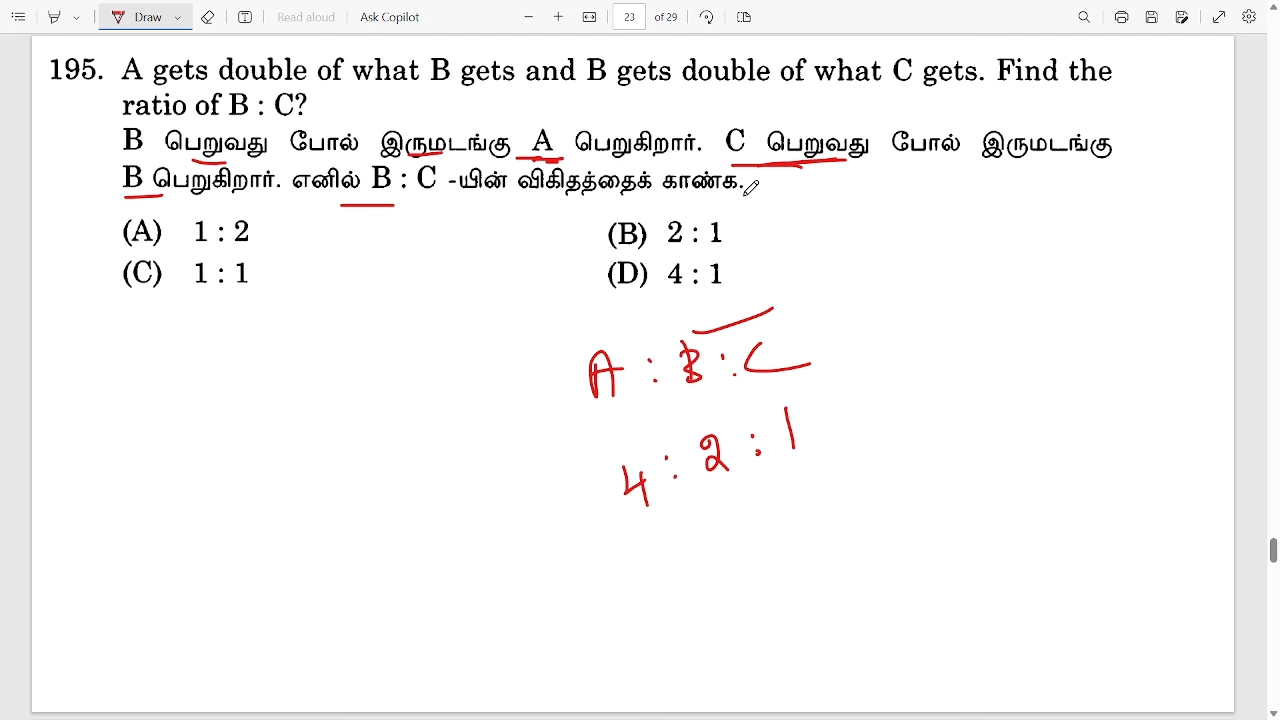 Draw Read aloud Ask Copilot 23 of 29
195. A gets double of what B gets and B gets double of what C gets. Find the
ratio of B : C?
B பெறுவது போல் இருமடங்கு A பெறுகிறார். C பெறுவது போல் இருமடங்கு
B பெறுகிறார். எனில் B : C -யின் விகிதத்தைக் காண்க.
(A) 1 : 2 (B) 2 : 1
(C) 1 : 1 (D) 4 : 1
A : B : C
4 : 2 : 1